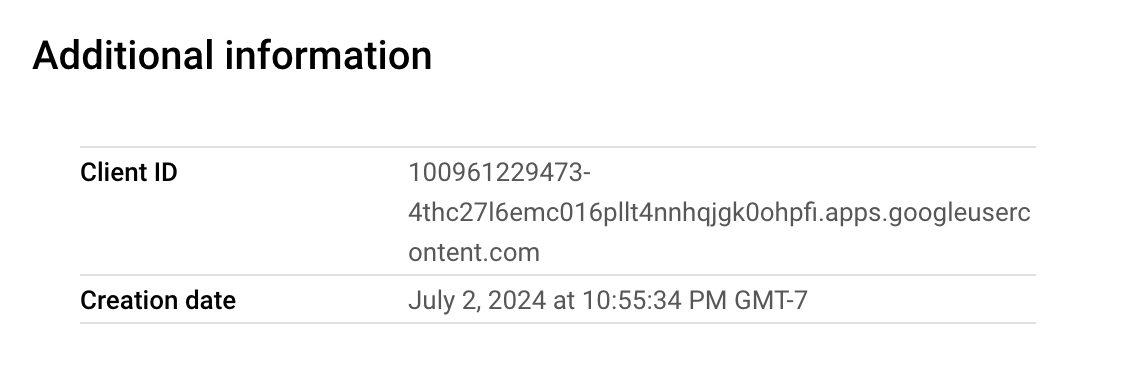 Additional information
Client ID
100961229473-
4thc27l6emc016pllt4nnhqjgk0ohpfi.apps.googleuserc
ontent.com
Creation date
July 2, 2024 at 10:55:34 PM GMT-7